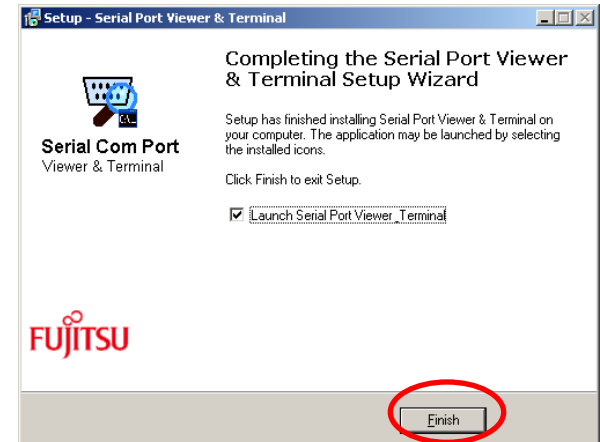 Setup - Serial Port Viewer & Terminal
Completing the Serial Port Viewer
& Terminal Setup Wizard
Setup has finished installing Serial Port Viewer & Terminal on
your computer. The application may be launched by selecting
the installed icons.
Click Finish to exit Setup.
Launch Serial Port Viewer_Terminal
C:\_
Serial Com Port
Viewer & Terminal
FUJITSU
Finish